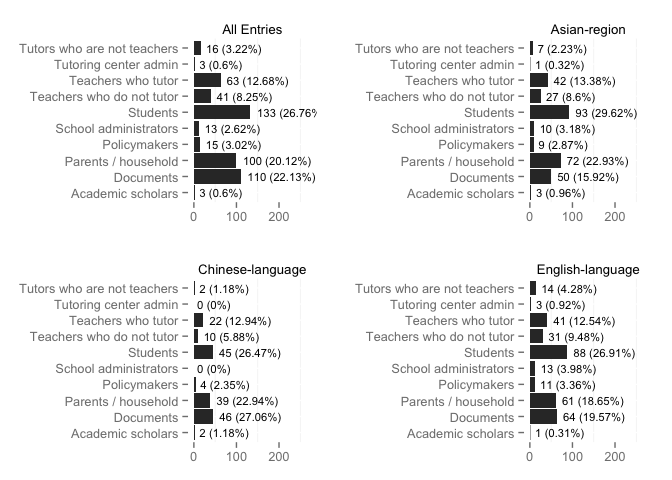 All Entries
Tutors who are not teachers 16 (3.22%)
Tutoring center admin 3 (0.6%)
Teachers who tutor 63 (12.68%)
Teachers who do not tutor 41 (8.25%)
Students 133 (26.76%
School administrators 13 (2.62%)
Policymakers 15 (3.02%)
Parents / household 100 (20.12%)
Documents 110 (22.13%)
Academic scholars 3 (0.6%)
0 100 200
Asian-region
Tutors who are not teachers 7 (2.23%)
Tutoring center admin 1 (0.32%)
Teachers who tutor 42 (13.38%)
Teachers who do not tutor 27 (8.6%)
Students 93 (29.62%)
School administrators 10 (3.18%)
Policymakers 9 (2.87%)
Parents / household 72 (22.93%)
Documents 50 (15.92%)
Academic scholars 3 (0.96%)
0 100 200
Chinese-language
Tutors who are not teachers 2 (1.18%)
Tutoring center admin 0 (0%)
Teachers who tutor 22 (12.94%)
Teachers who do not tutor 10 (5.88%)
Students 45 (26.47%)
School administrators 0 (0%)
Policymakers 4 (2.35%)
Parents / household 39 (22.94%)
Documents 46 (27.06%)
Academic scholars 2 (1.18%)
0 100 200
English-language
Tutors who are not teachers 14 (4.28%)
Tutoring center admin 3 (0.92%)
Teachers who tutor 41 (12.54%)
Teachers who do not tutor 31 (9.48%)
Students 88 (26.91%)
School administrators 13 (3.98%)
Policymakers 11 (3.36%)
Parents / household 61 (18.65%)
Documents 64 (19.57%)
Academic scholars 1 (0.31%)
0 100 200